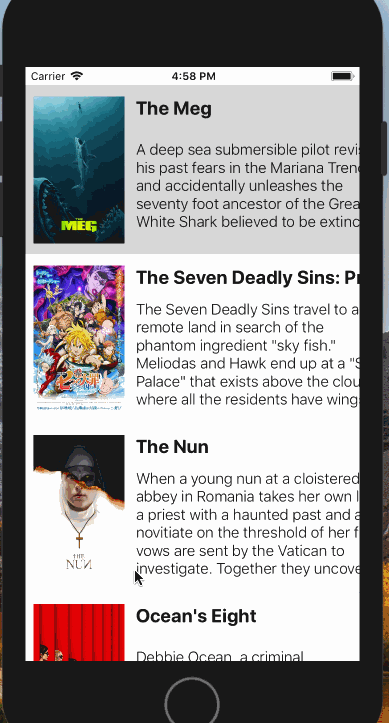 Carrier 4:58 PM
The Meg
A deep sea submersible pilot revis
his past fears in the Mariana Trenc
and accidentally unleashes the
seventy foot ancestor of the Grea
White Shark believed to be extinc
THE
MEG
The Seven Deadly Sins: Pr
The Seven Deadly Sins travel to a
remote land in search of the
phantom ingredient "sky fish."
Meliodas and Hawk end up at a "S
Palace" that exists above the clou
where all the residents have wings
The Nun
When a young nun at a cloistered
abbey in Romania takes her own l
a priest with a haunted past and a
novitiate on the threshold of her f
vows are sent by the Vatican to
investigate. Together they uncove
THE
NUN
Ocean's Eight
Debbie Ocean, a criminal